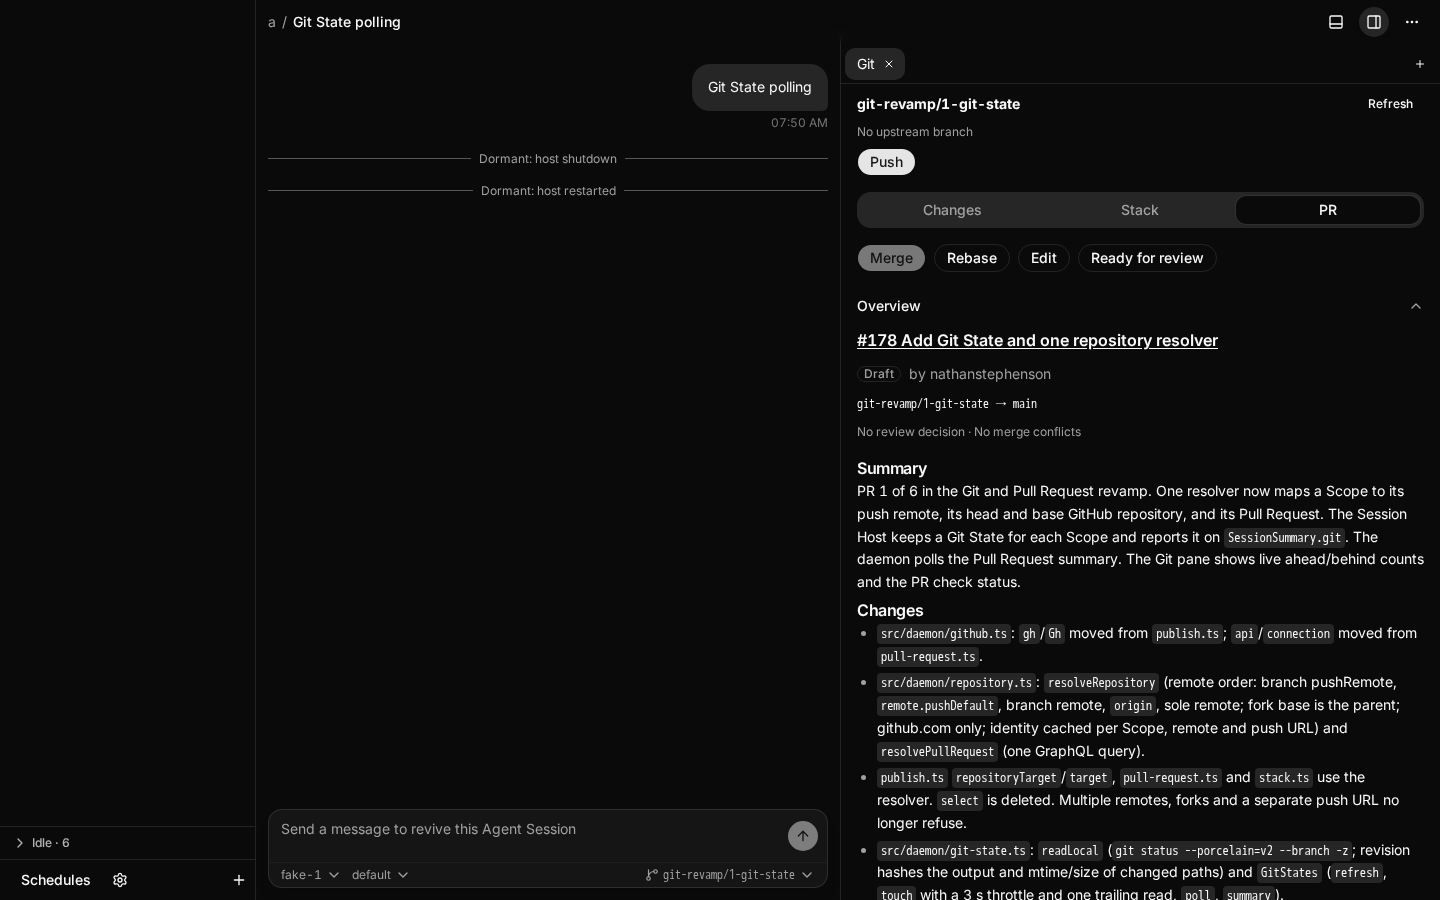 a / Git State polling
Git State polling
07:50 AM
Dormant: host shutdown
Dormant: host restarted
Send a message to revive this Agent Session
fake-1
default
git-revamp/1-git-state
Idle · 6
Schedules
Git
git-revamp/1-git-state
Refresh
No upstream branch
Push
Changes
Stack
PR
Merge
Rebase
Edit
Ready for review
Overview
#178 Add Git State and one repository resolver
Draft by nathanstephenson
git-revamp/1-git-state → main
No review decision · No merge conflicts
Summary
PR 1 of 6 in the Git and Pull Request revamp. One resolver now maps a Scope to its
push remote, its head and base GitHub repository, and its Pull Request. The Session
Host keeps a Git State for each Scope and reports it on SessionSummary.git. The
daemon polls the Pull Request summary. The Git pane shows live ahead/behind counts
and the PR check status.
Changes
src/daemon/github.ts: gh/Gh moved from publish.ts; api/connection moved from
pull-request.ts.
src/daemon/repository.ts: resolveRepository (remote order: branch pushRemote,
remote.pushDefault, branch remote, origin, sole remote; fork base is the parent;
github.com only; identity cached per Scope, remote and push URL) and
resolvePullRequest (one GraphQL query).
publish.ts repositoryTarget/target, pull-request.ts and stack.ts use the
resolver. select is deleted. Multiple remotes, forks and a separate push URL no
longer refuse.
src/daemon/git-state.ts: readLocal (git status --porcelain=v2 --branch -z; revision
hashes the output and mtime/size of changed paths) and GitStates (refresh,
touch with a 3 s throttle and one trailing read, poll, summary).